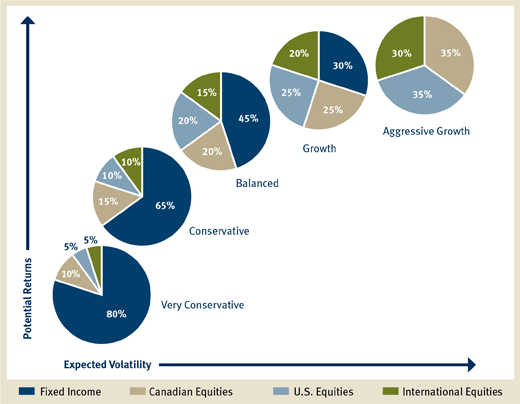 20%
30%
25%
25%
Growth
30%
35%
35%
Aggressive Growth
15%
45%
20%
20%
Balanced
10%
10%
15%
65%
Conservative
5%
5%
10%
80%
Very Conservative
Potential Returns
Expected Volatility
Fixed Income
Canadian Equities
U.S. Equities
International Equities